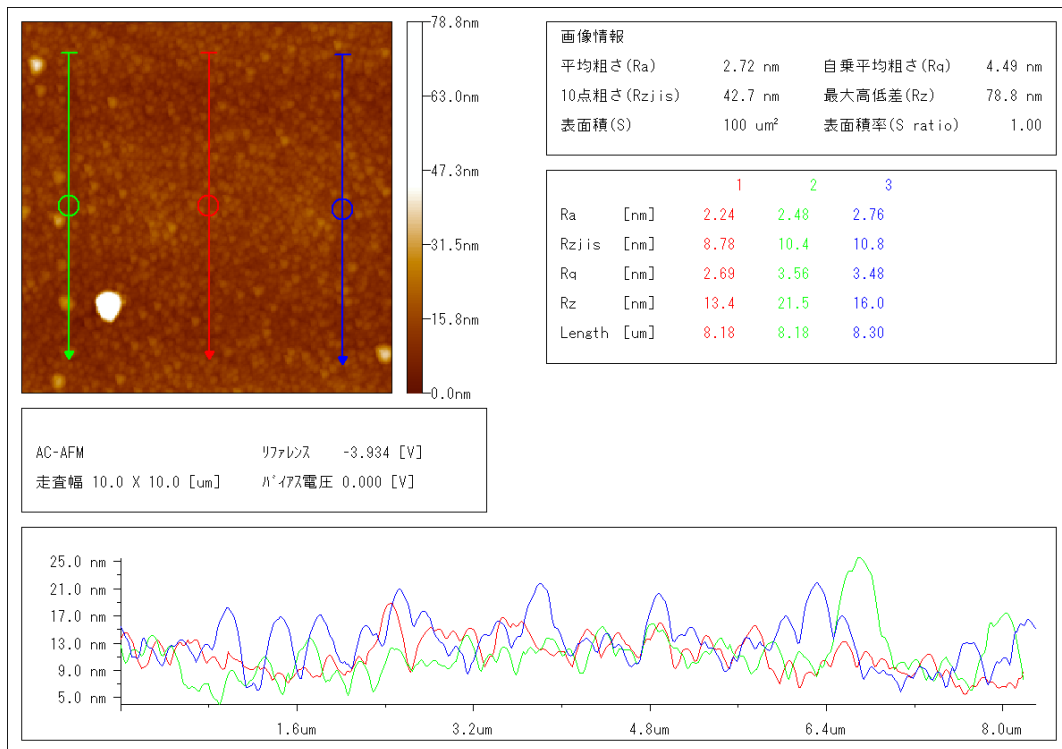 78.8nm
63.0nm
47.3nm
31.5nm
15.8nm
0.0nm
画像情報
平均粗さ(Ra) 2.72 nm 自乗平均粗さ(Rq) 4.49 nm
10点粗さ(Rzjis) 42.7 nm 最大高低差(Rz) 78.8 nm
表面積(S) 100 um² 表面積率(S ratio) 1.00
1 2 3
Ra [nm] 2.24 2.48 2.76
Rzjis [nm] 8.78 10.4 10.8
Rq [nm] 2.69 3.56 3.48
Rz [nm] 13.4 21.5 16.0
Length [um] 8.18 8.18 8.30
AC-AFM ﾘﾌｧﾚﾝｽ -3.934 [V]
走査幅 10.0 X 10.0 [um] ﾊﾞｲｱｽ電圧 0.000 [V]
25.0 nm
21.0 nm
17.0 nm
13.0 nm
9.0 nm
5.0 nm
1.6um 3.2um 4.8um 6.4um 8.0um